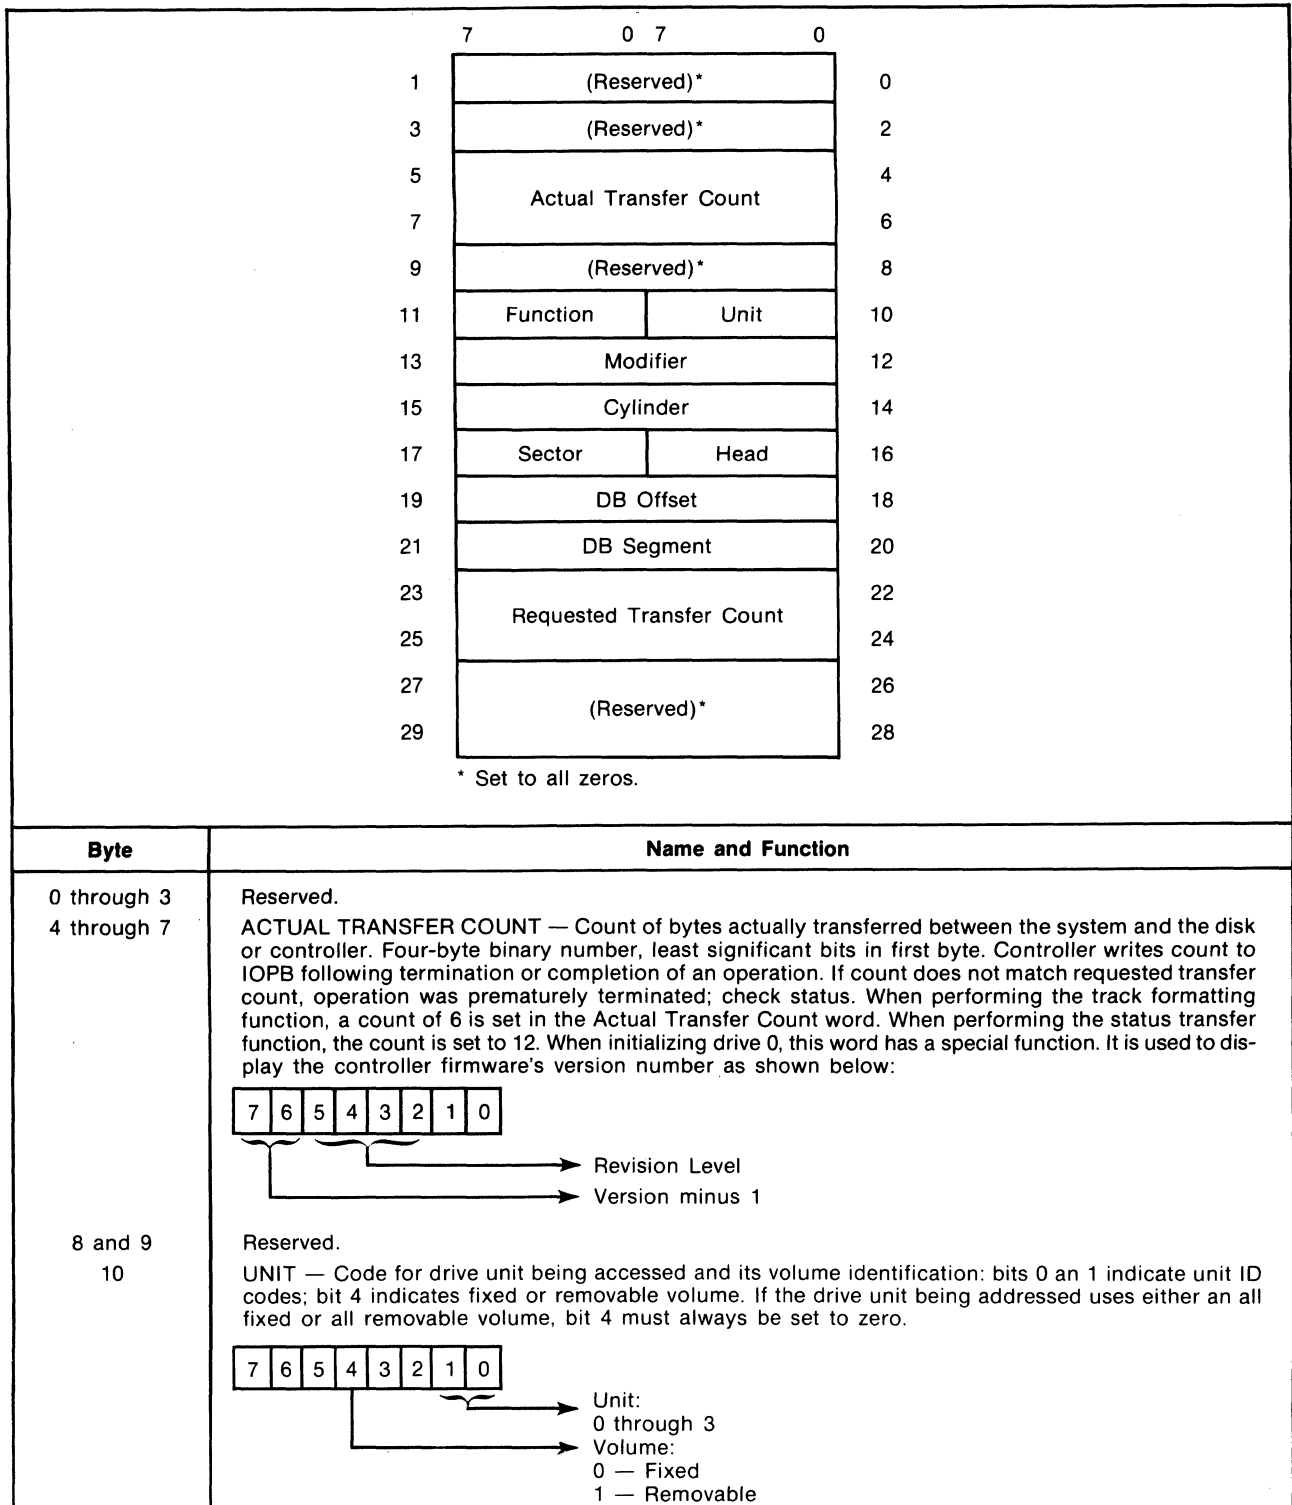 7 0 7 0
1 (Reserved)* 0
3 (Reserved)* 2
5 4
Actual Transfer Count
7 6
9 (Reserved)* 8
11 Function Unit 10
13 Modifier 12
15 Cylinder 14
17 Sector Head 16
19 DB Offset 18
21 DB Segment 20
23 22
Requested Transfer Count
25 24
27 26
(Reserved)*
29 28
* Set to all zeros.
Byte Name and Function
0 through 3 Reserved.
4 through 7 ACTUAL TRANSFER COUNT — Count of bytes actually transferred between the system and the disk
or controller. Four-byte binary number, least significant bits in first byte. Controller writes count to
IOPB following termination or completion of an operation. If count does not match requested transfer
count, operation was prematurely terminated; check status. When performing the track formatting
function, a count of 6 is set in the Actual Transfer Count word. When performing the status transfer
function, the count is set to 12. When initializing drive 0, this word has a special function. It is used to dis-
play the controller firmware's version number as shown below:
7 6 5 4 3 2 1 0
Revision Level
Version minus 1
8 and 9 Reserved.
10 UNIT — Code for drive unit being accessed and its volume identification: bits 0 an 1 indicate unit ID
codes; bit 4 indicates fixed or removable volume. If the drive unit being addressed uses either an all
fixed or all removable volume, bit 4 must always be set to zero.
7 6 5 4 3 2 1 0
Unit:
0 through 3
Volume:
0 — Fixed
1 — Removable